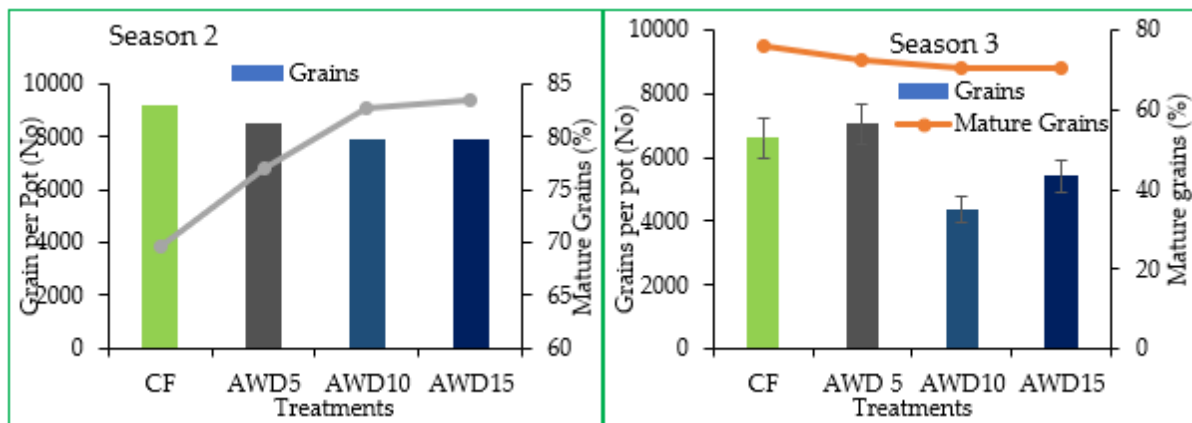 Season 2
Grains
10000
8000
6000
4000
2000
0
Grain per Pot (No)
85
80
75
70
65
60
Mature Grains (%)
CF AWD5 AWD10 AWD15
Treatments
Season 3
Grains
Mature Grains
10000
8000
6000
4000
2000
0
Grains per pot (No)
80
60
40
20
0
Mature grains (%)
CF AWD 5 AWD10 AWD15
Treatments